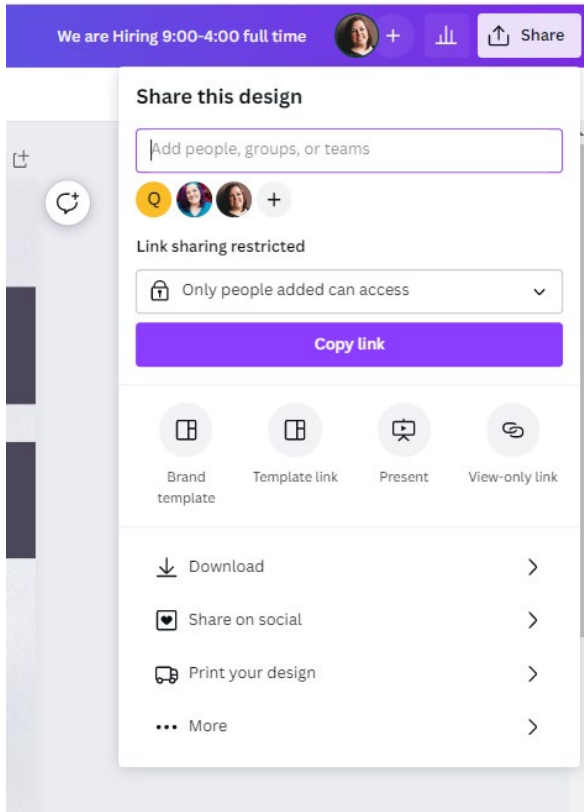 We are Hiring 9:00-4:00 full time
Share
Share this design
Add people, groups, or teams
Q
Link sharing restricted
Only people added can access
Copy link
Brand
template
Template link
Present
View-only link
Download
Share on social
Print your design
More